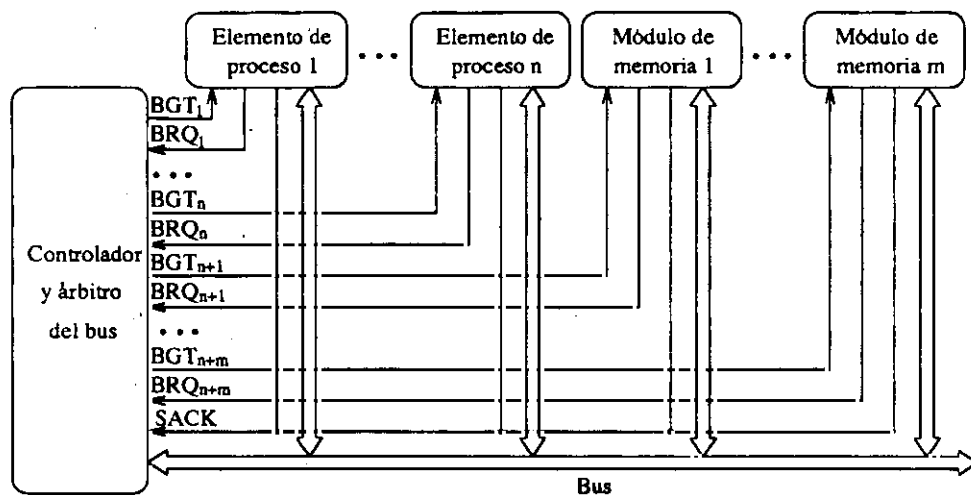 Elemento de
proceso 1
Elemento de
proceso n
Módulo de
memoria 1
Módulo de
memoria m
BGT₁
BRQ₁
BGTₙ
BRQₙ
BGTₙ₊₁
BRQₙ₊₁
BGTₙ₊ₘ
BRQₙ₊ₘ
SACK
Controlador
y árbitro
del bus
Bus